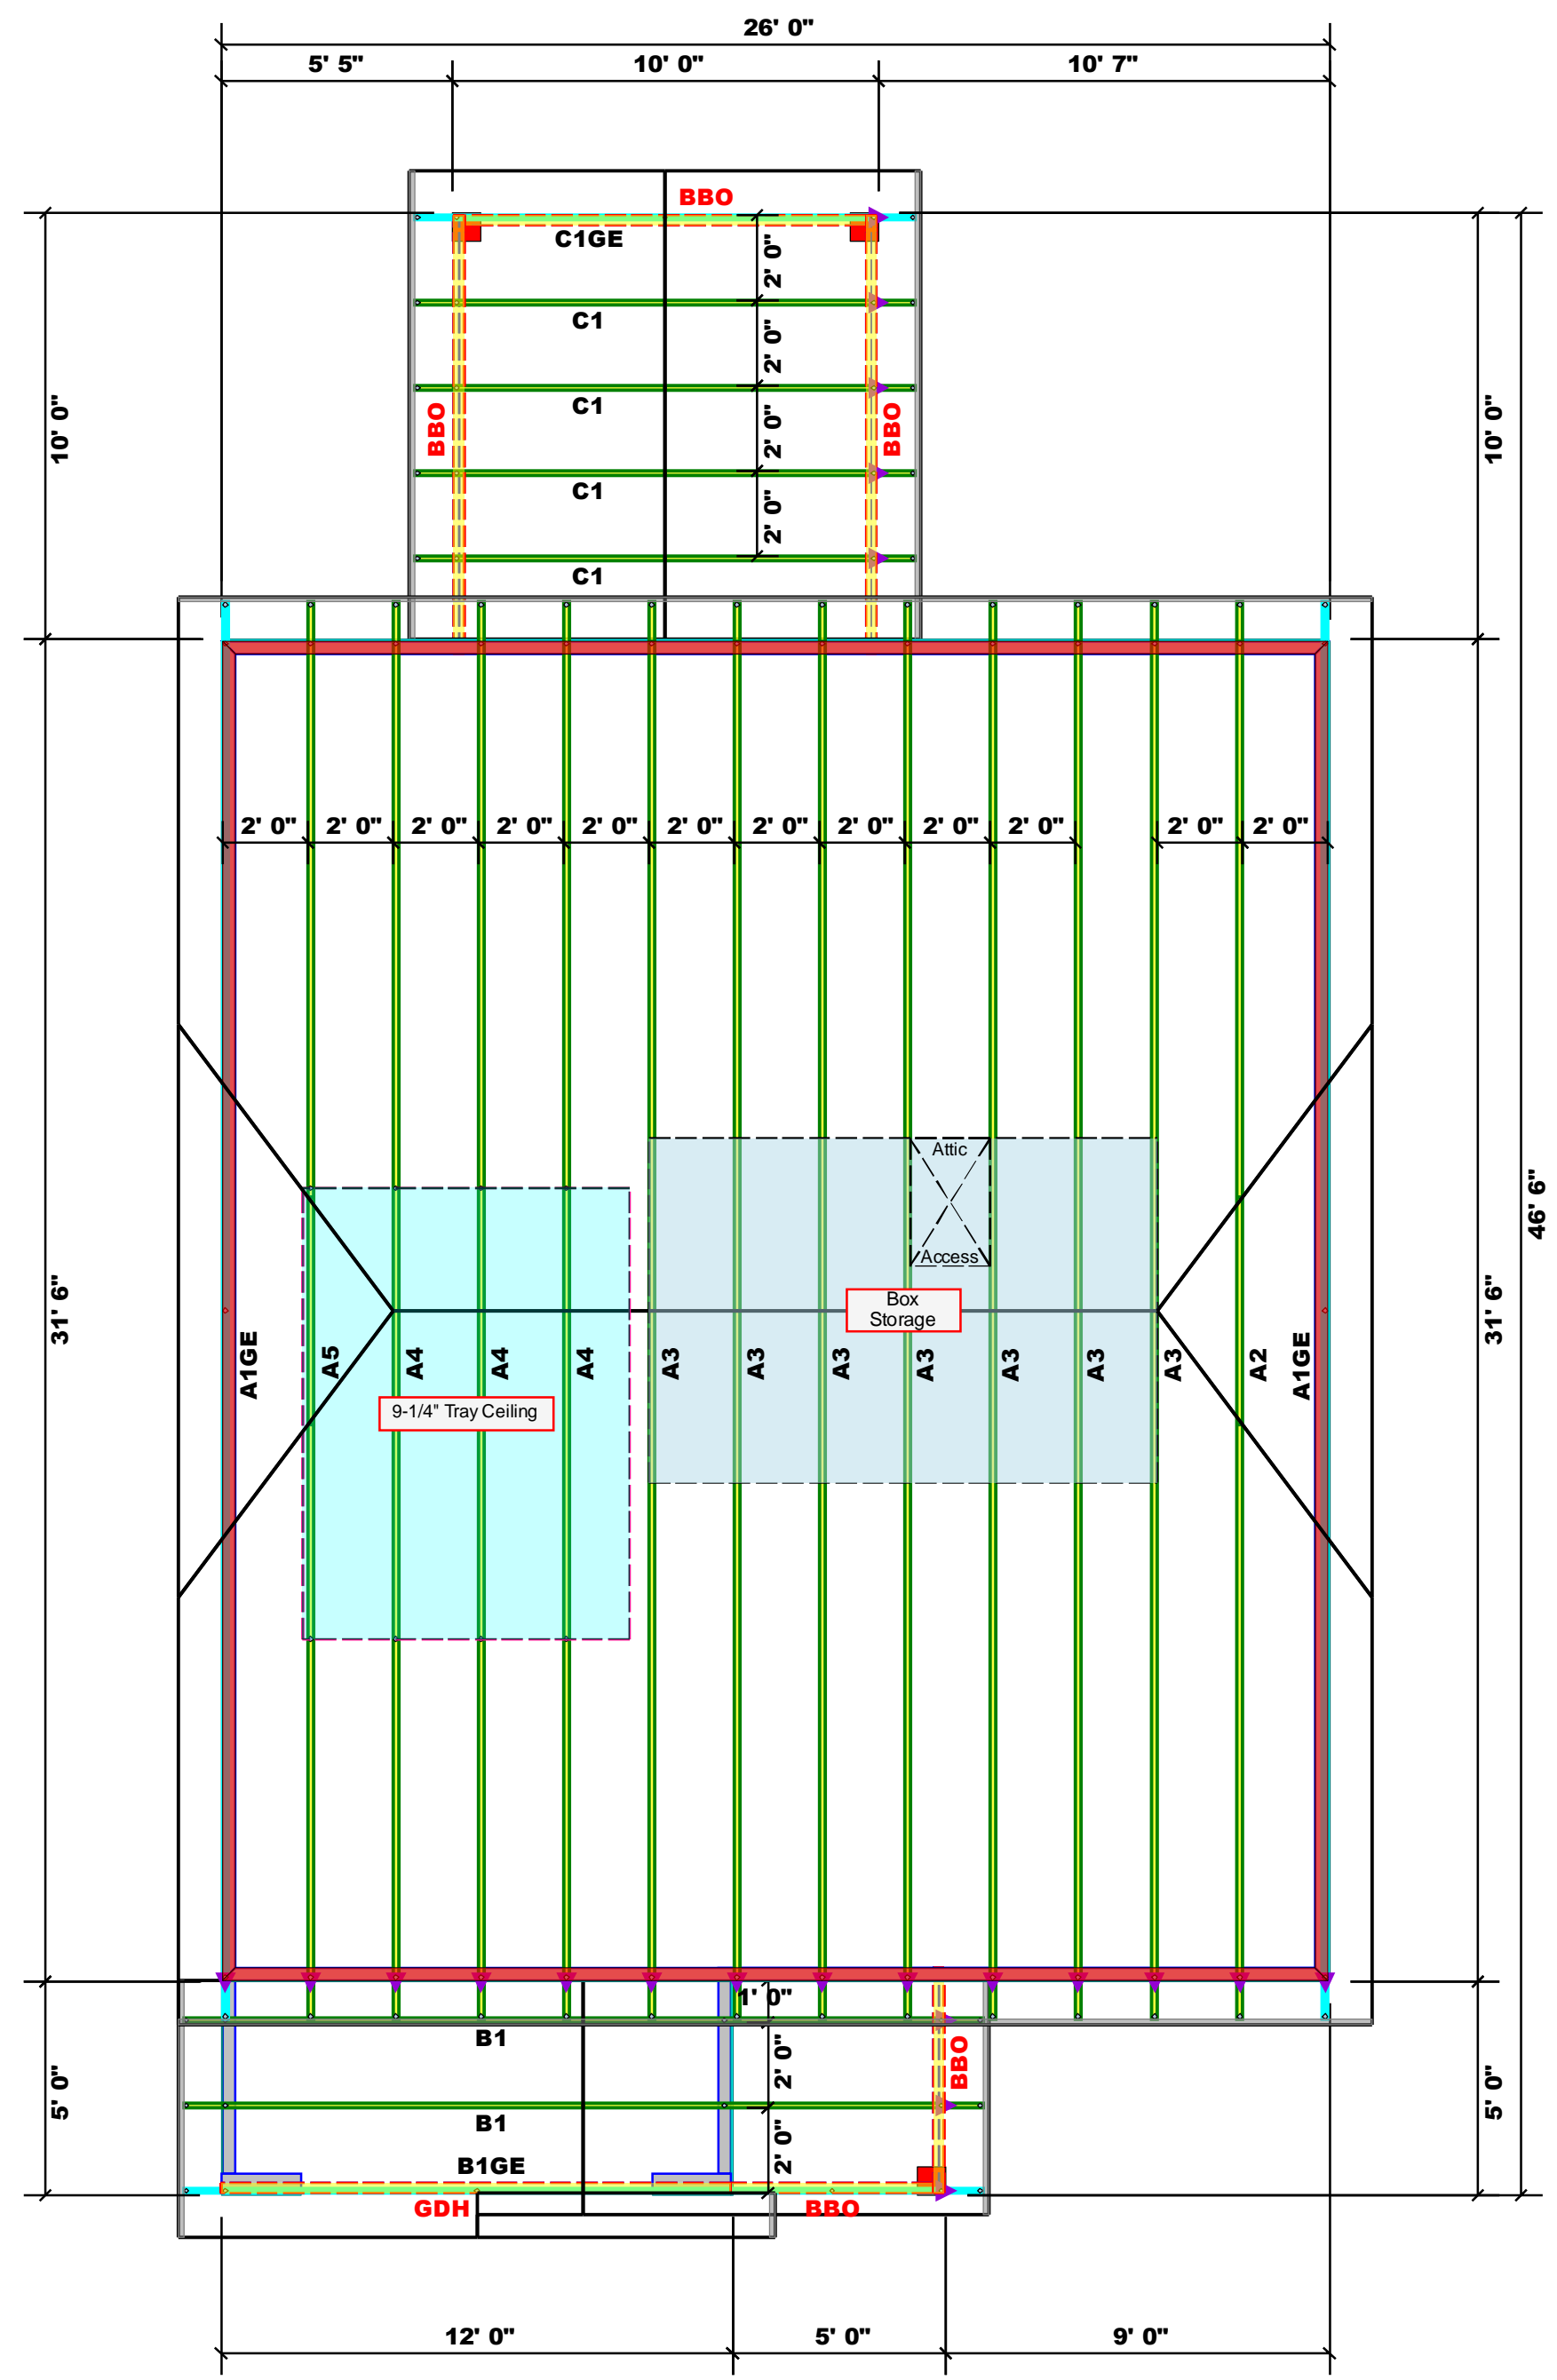 26' 0"
5' 5"
10' 0"
10' 7"
BBO
C1GE
2' 0"
C1
2' 0"
C1
BBO
BBO
10' 0"
10' 0"
2' 0"
C1
2' 0"
C1
2' 0"
2' 0"
2' 0"
2' 0"
2' 0"
2' 0"
2' 0"
2' 0"
2' 0"
2' 0"
2' 0"
2' 0"
Attic
Access
46' 6"
Box
Storage
31' 6"
31' 6"
A1GE
A5
A4
A4
A4
A3
A3
A3
A3
A3
A3
A3
A2
A1GE
9-1/4" Tray Ceiling
1' 0"
B1
2' 0"
BBO
5' 0"
5' 0"
B1
2' 0"
B1GE
GDH
BBO
12' 0"
5' 0"
9' 0"